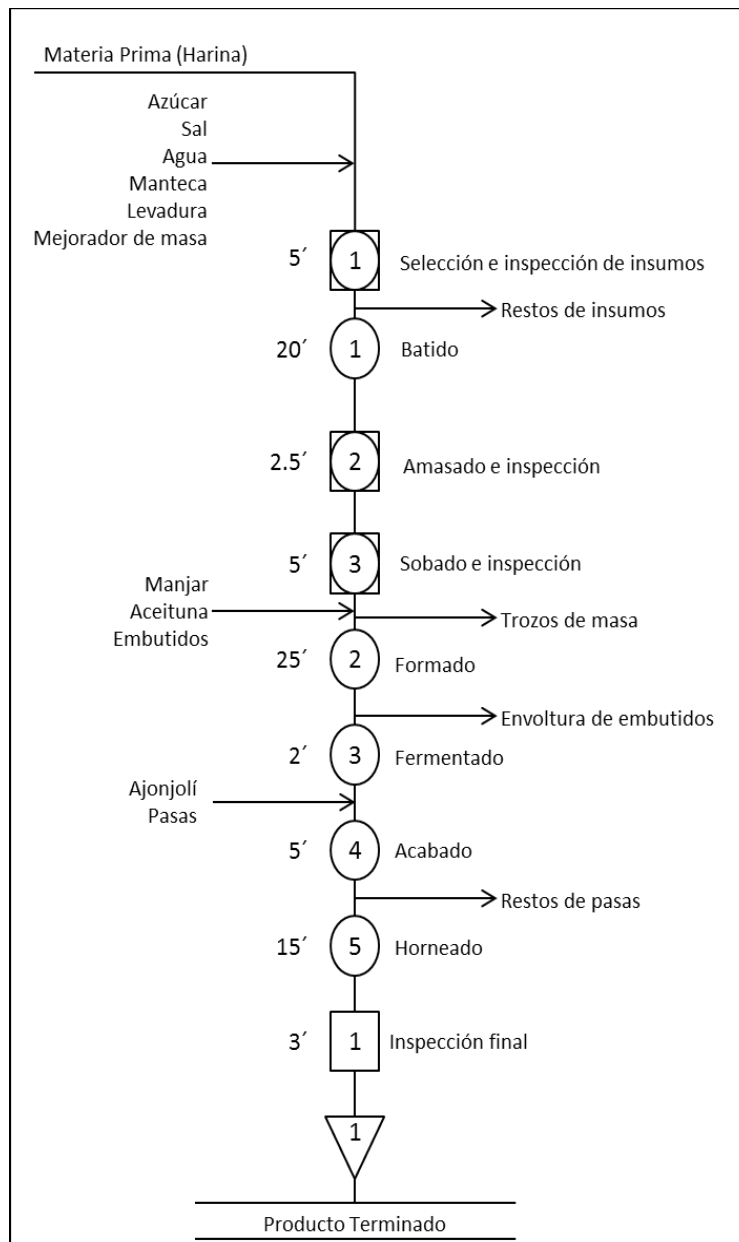 Materia Prima (Harina)
Azúcar
Sal
Agua
Manteca
Levadura
Mejorador de masa
5´ 1 Selección e inspección de insumos
Restos de insumos
20´ 1 Batido
2.5´ 2 Amasado e inspección
5´ 3 Sobado e inspección
Manjar
Aceituna
Embutidos
Trozos de masa
25´ 2 Formado
Envoltura de embutidos
2´ 3 Fermentado
Ajonjolí
Pasas
5´ 4 Acabado
Restos de pasas
15´ 5 Horneado
3´ 1 Inspección final
1
Producto Terminado